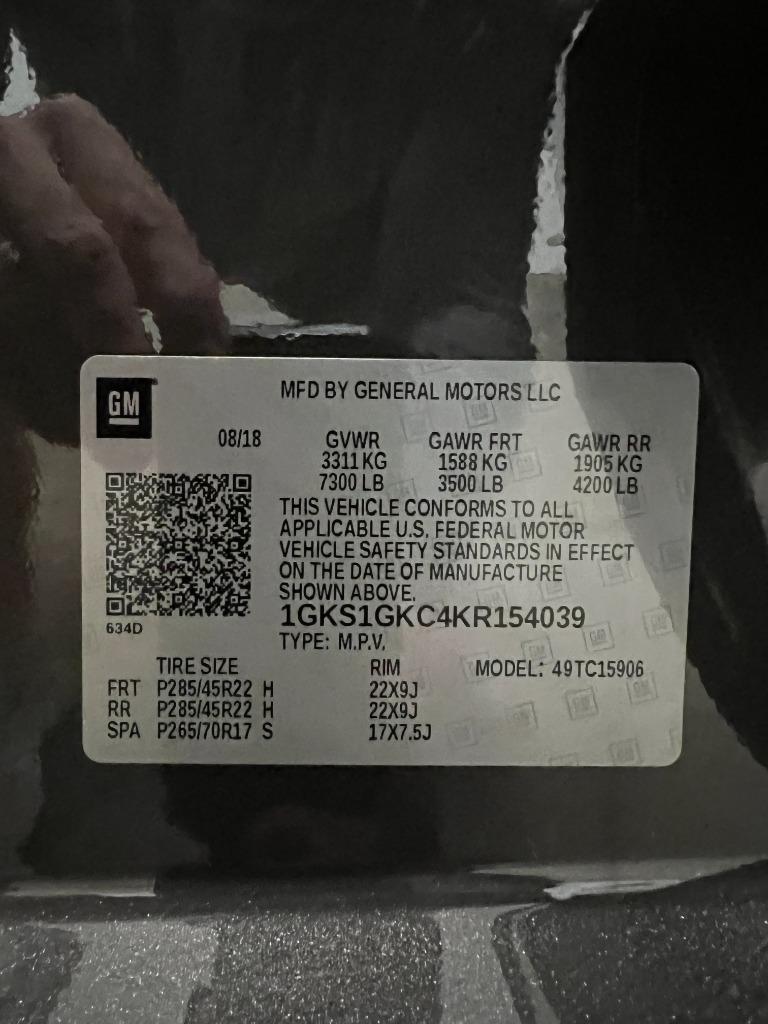 GM
MFD BY GENERAL MOTORS LLC
08/18 GVWR GAWR FRT GAWR RR
3311 KG 1588 KG 1905 KG
7300 LB 3500 LB 4200 LB
THIS VEHICLE CONFORMS TO ALL
APPLICABLE U.S. FEDERAL MOTOR
VEHICLE SAFETY STANDARDS IN EFFECT
ON THE DATE OF MANUFACTURE
SHOWN ABOVE.
634D
1GKS1GKC4KR154039
TYPE: M.P.V.
TIRE SIZE RIM MODEL: 49TC15906
FRT P285/45R22 H 22X9J
RR P285/45R22 H 22X9J
SPA P265/70R17 S 17X7.5J